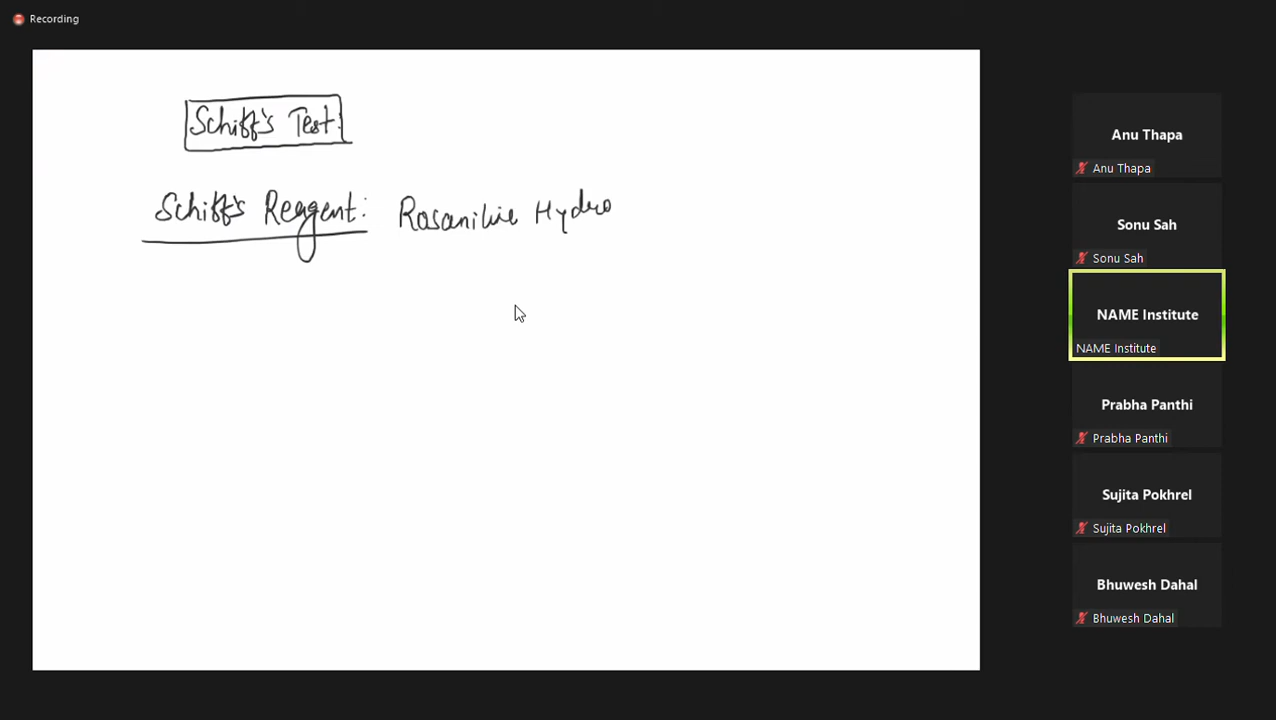 Recording
Schiff's Test:
Schiff's Reagent: Rosaniline Hydro
Anu Thapa
Anu Thapa
Sonu Sah
Sonu Sah
NAME Institute
NAME Institute
Prabha Panthi
Prabha Panthi
Sujita Pokhrel
Sujita Pokhrel
Bhuwesh Dahal
Bhuwesh Dahal